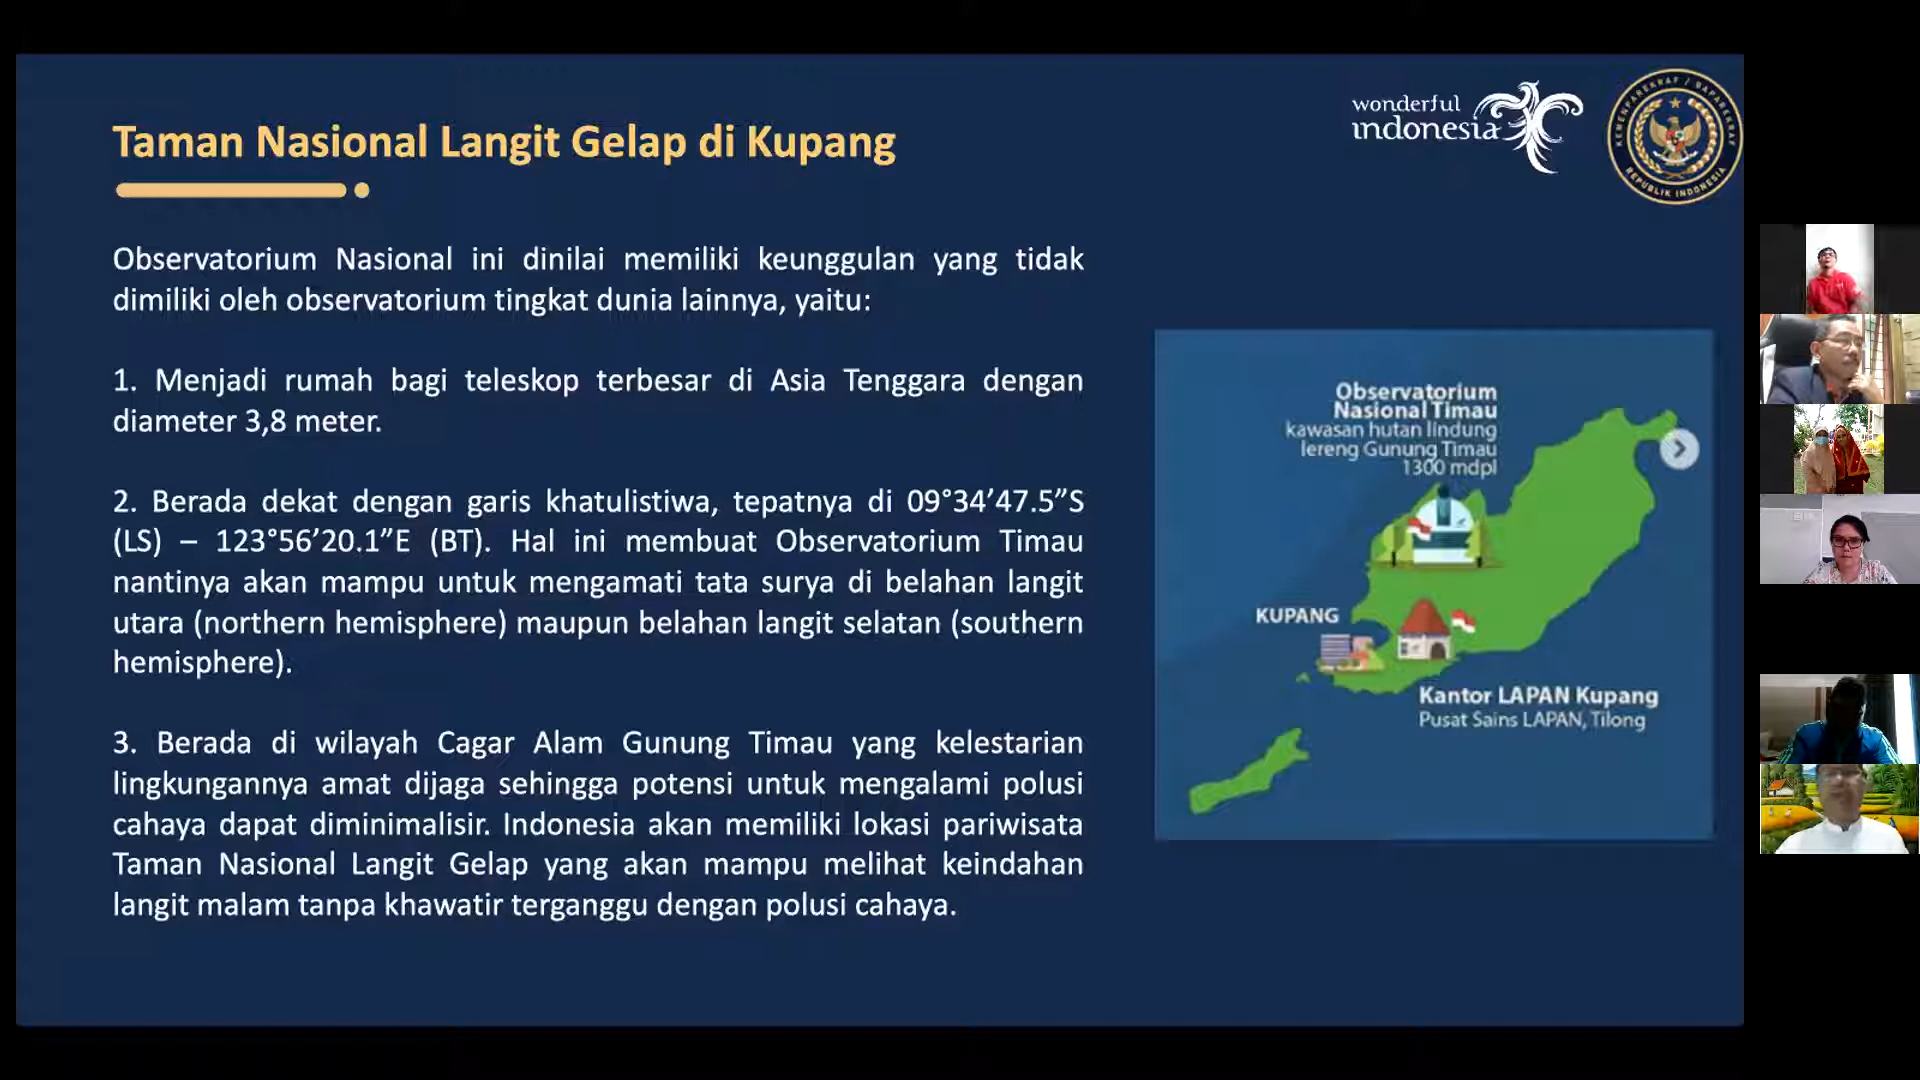 Taman Nasional Langit Gelap di Kupang
wonderful
indonesia
KEMENPAREKRAF / BAPAREKRAF
REPUBLIK INDONESIA
Observatorium Nasional ini dinilai memiliki keunggulan yang tidak
dimiliki oleh observatorium tingkat dunia lainnya, yaitu:
1. Menjadi rumah bagi teleskop terbesar di Asia Tenggara dengan
diameter 3,8 meter.
2. Berada dekat dengan garis khatulistiwa, tepatnya di 09°34’47.5”S
(LS) – 123°56’20.1”E (BT). Hal ini membuat Observatorium Timau
nantinya akan mampu untuk mengamati tata surya di belahan langit
utara (northern hemisphere) maupun belahan langit selatan (southern
hemisphere).
3. Berada di wilayah Cagar Alam Gunung Timau yang kelestarian
lingkungannya amat dijaga sehingga potensi untuk mengalami polusi
cahaya dapat diminimalisir. Indonesia akan memiliki lokasi pariwisata
Taman Nasional Langit Gelap yang akan mampu melihat keindahan
langit malam tanpa khawatir terganggu dengan polusi cahaya.
Observatorium
Nasional Timau
kawasan hutan lindung
lereng Gunung Timau
1300 mdpl
KUPANG
Kantor LAPAN Kupang
Pusat Sains LAPAN, Tilong